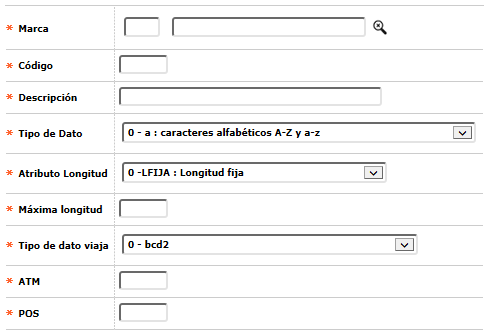 * Marca
* Código
* Descripción
* Tipo de Dato 0 - a : caracteres alfabéticos A-Z y a-z
* Atributo Longitud 0 -LFIJA : Longitud fija
* Máxima longitud
* Tipo de dato viaja 0 - bcd2
* ATM
* POS